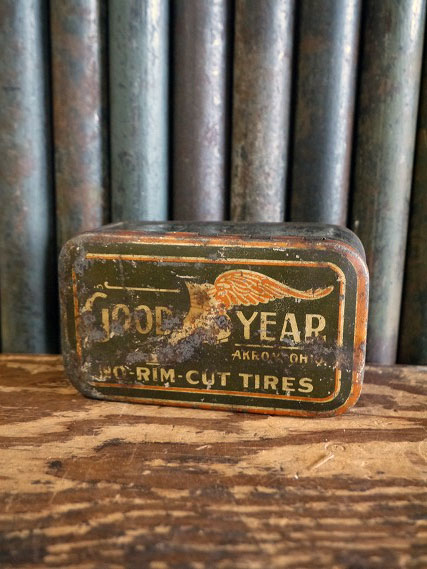 GOOD YEAR
AKRON, OHIO
NO-RIM-CUT TIRES